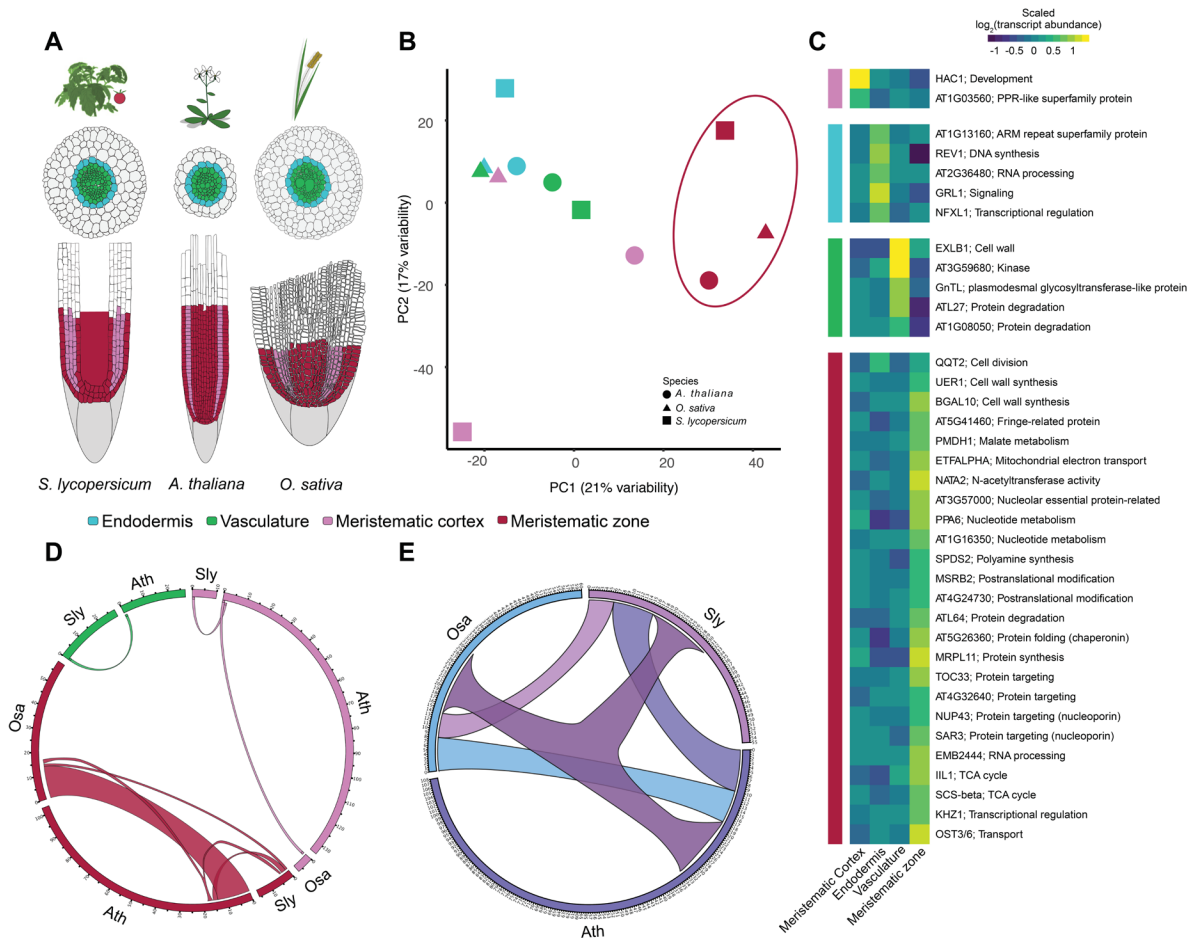 A
S. lycopersicum
A. thaliana
O. sativa
Endodermis
Vasculature
Meristematic cortex
Meristematic zone
B
PC2 (17% variability)
20
0
-20
-40
-20
0
20
40
PC1 (21% variability)
Species
A. thaliana
O. sativa
S. lycopersicum
C
Scaled
log2(transcript abundance)
-1 -0.5 0 0.5 1
HAC1; Development
AT1G03560; PPR-like superfamily protein
AT1G13160; ARM repeat superfamily protein
REV1; DNA synthesis
AT2G36480; RNA processing
GRL1; Signaling
NFXL1; Transcriptional regulation
EXLB1; Cell wall
AT3G59680; Kinase
GnTL; plasmodesmal glycosyltransferase-like protein
ATL27; Protein degradation
AT1G08050; Protein degradation
QQT2; Cell division
UER1; Cell wall synthesis
BGAL10; Cell wall synthesis
AT5G41460; Fringe-related protein
PMDH1; Malate metabolism
ETFALPHA; Mitochondrial electron transport
NATA2; N-acetyltransferase activity
AT3G57000; Nucleolar essential protein-related
PPA6; Nucleotide metabolism
AT1G16350; Nucleotide metabolism
SPDS2; Polyamine synthesis
MSRB2; Postranslational modification
AT4G24730; Postranslational modification
ATL64; Protein degradation
AT5G26360; Protein folding (chaperonin)
MRPL11; Protein synthesis
TOC33; Protein targeting
AT4G32640; Protein targeting
NUP43; Protein targeting (nucleoporin)
SAR3; Protein targeting (nucleoporin)
EMB2444; RNA processing
IIL1; TCA cycle
SCS-beta; TCA cycle
KHZ1; Transcriptional regulation
OST3/6; Transport
Meristematic Cortex
Endodermis
Vasculature
Meristematic zone
D
Sly
Ath
Sly
Ath
Osa
Sly
Ath
Osa
E
Osa
Sly
Ath